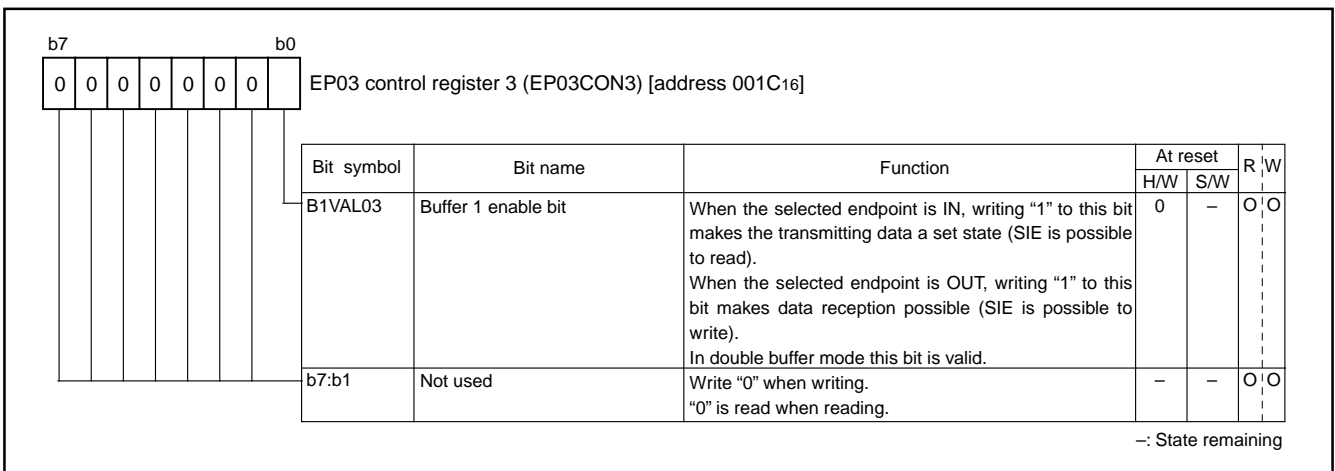 b7 b0
0 0 0 0 0 0 0 EP03 control register 3 (EP03CON3) [address 001C16]
Bit symbol Bit name Function At reset R W
H/W S/W
B1VAL03 Buffer 1 enable bit When the selected endpoint is IN, writing “1” to this bit 0 – O O
makes the transmitting data a set state (SIE is possible
to read).
When the selected endpoint is OUT, writing “1” to this
bit makes data reception possible (SIE is possible to
write).
In double buffer mode this bit is valid.
b7:b1 Not used Write “0” when writing. – – O O
“0” is read when reading.
–: State remaining